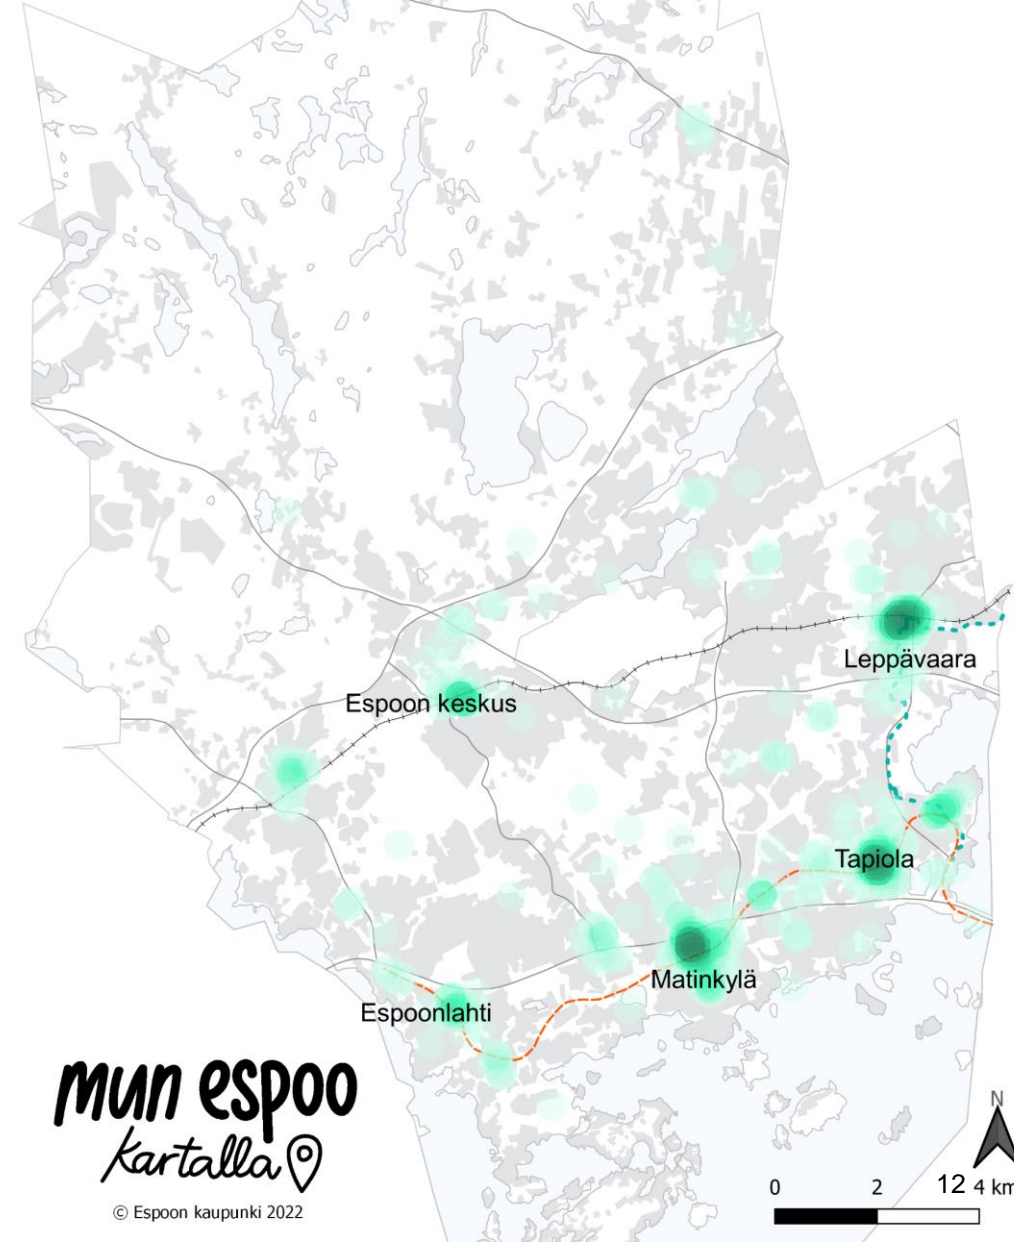 Leppävaara
Espoon keskus
Tapiola
Matinkylä
Espoonlahti
mun espoo
kartalla
© Espoon kaupunki 2022
N
0 2 12 4 km